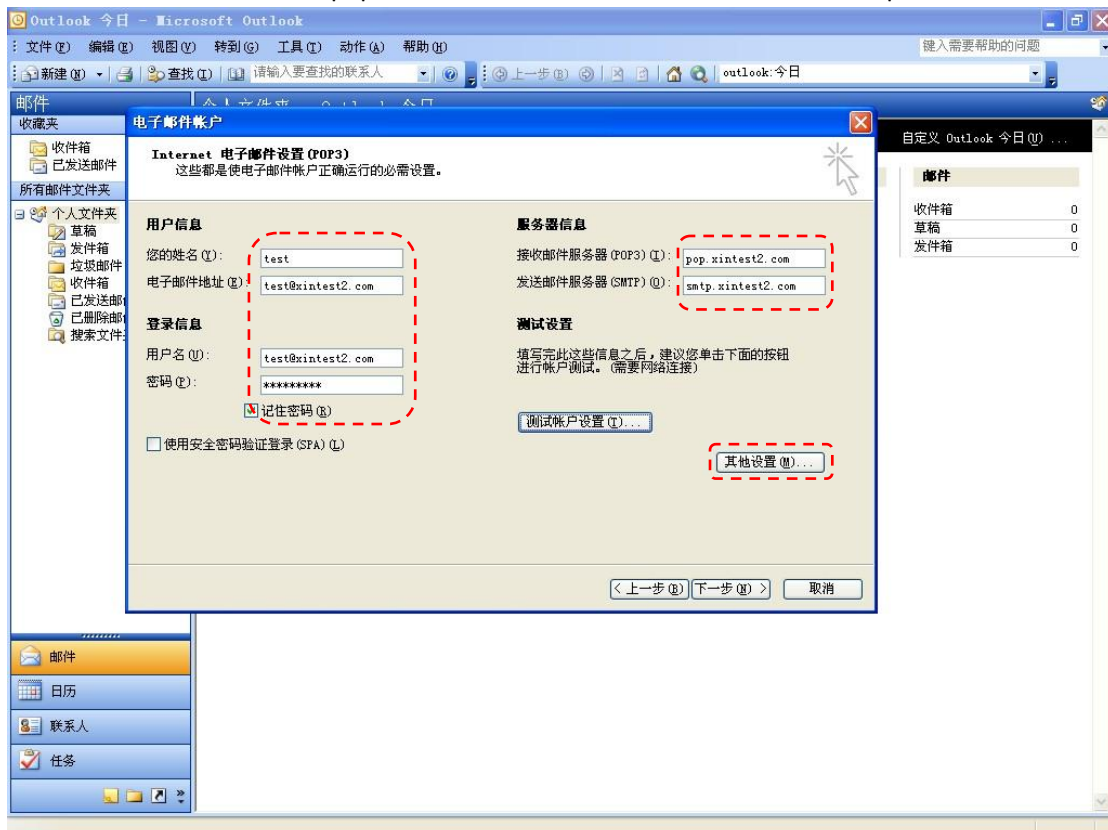 Outlook 今日 - Microsoft Outlook
文件(F) 编辑(E) 视图(V) 转到(G) 工具(T) 动作(A) 帮助(H) 键入需要帮助的问题
新建(N) 查找(I) 请输入要查找的联系人 上一步(B) outlook:今日
邮件
收藏夹
收件箱
已发送邮件
所有邮件文件夹
个人文件夹
草稿
发件箱
垃圾邮件
收件箱
已发送邮
已删除邮
搜索文件
邮件
日历
联系人
任务
电子邮件帐户
Internet 电子邮件设置(POP3)
这些都是使电子邮件帐户正确运行的必需设置。
用户信息
您的姓名(Y): test
电子邮件地址(E): test@xintest2.com
登录信息
用户名(U): test@xintest2.com
密码(P): *********
记住密码(R)
使用安全密码验证登录(SPA)(L)
服务器信息
接收邮件服务器(POP3)(I): pop.xintest2.com
发送邮件服务器(SMTP)(O): smtp.xintest2.com
测试设置
填写完此这些信息之后，建议您单击下面的按钮
进行帐户测试。(需要网络连接)
测试帐户设置(T)...
其他设置(M)...
< 上一步(B) 下一步(N) > 取消
自定义 Outlook 今日(U) ...
邮件
收件箱 0
草稿 0
发件箱 0